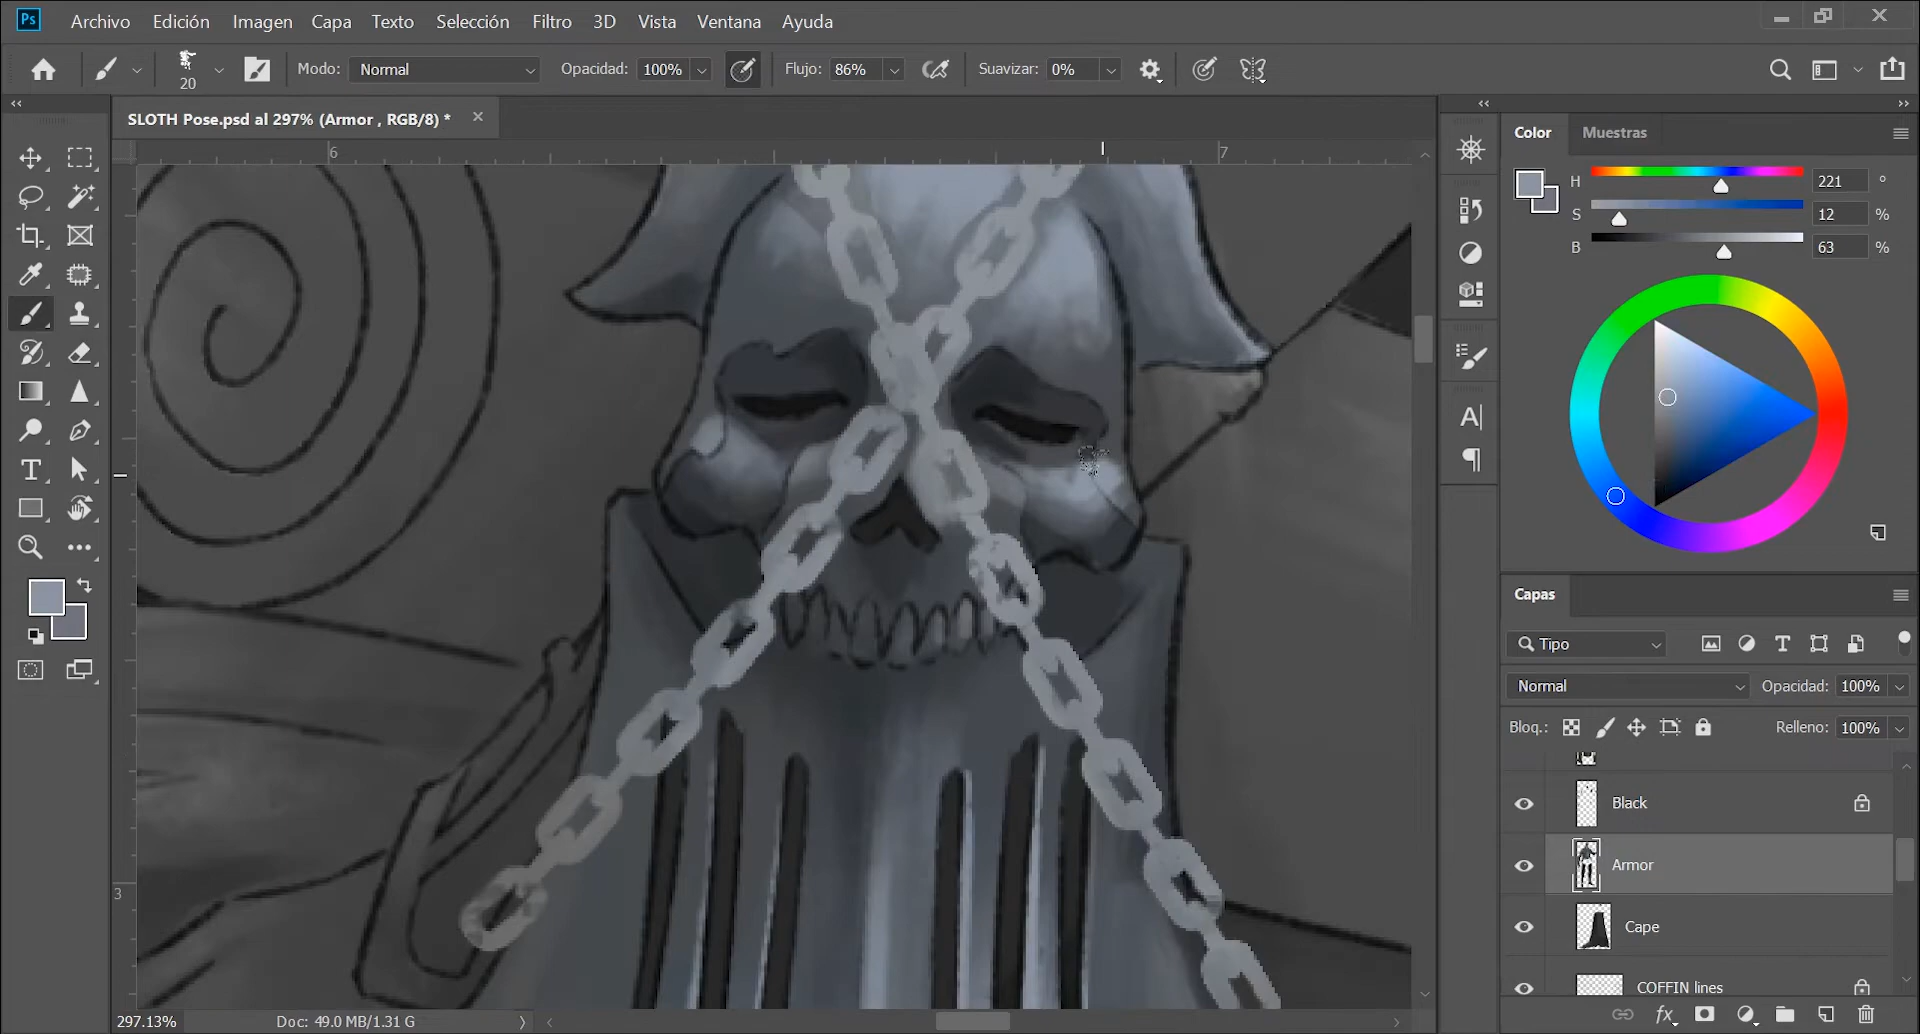 Ps Archivo Edición Imagen Capa Texto Selección Filtro 3D Vista Ventana Ayuda
20 Modo: Normal Opacidad: 100% Flujo: 86% Suavizar: 0%
SLOTH Pose.psd al 297% (Armor , RGB/8) *
6 7
3
Color Muestras
H 221 °
S 12 %
B 63 %
Capas
Tipo
Normal Opacidad: 100%
Bloq.: Relleno: 100%
Black
Armor
Cape
COFFIN lines
fx
297.13% Doc: 49.0 MB/1.31 G